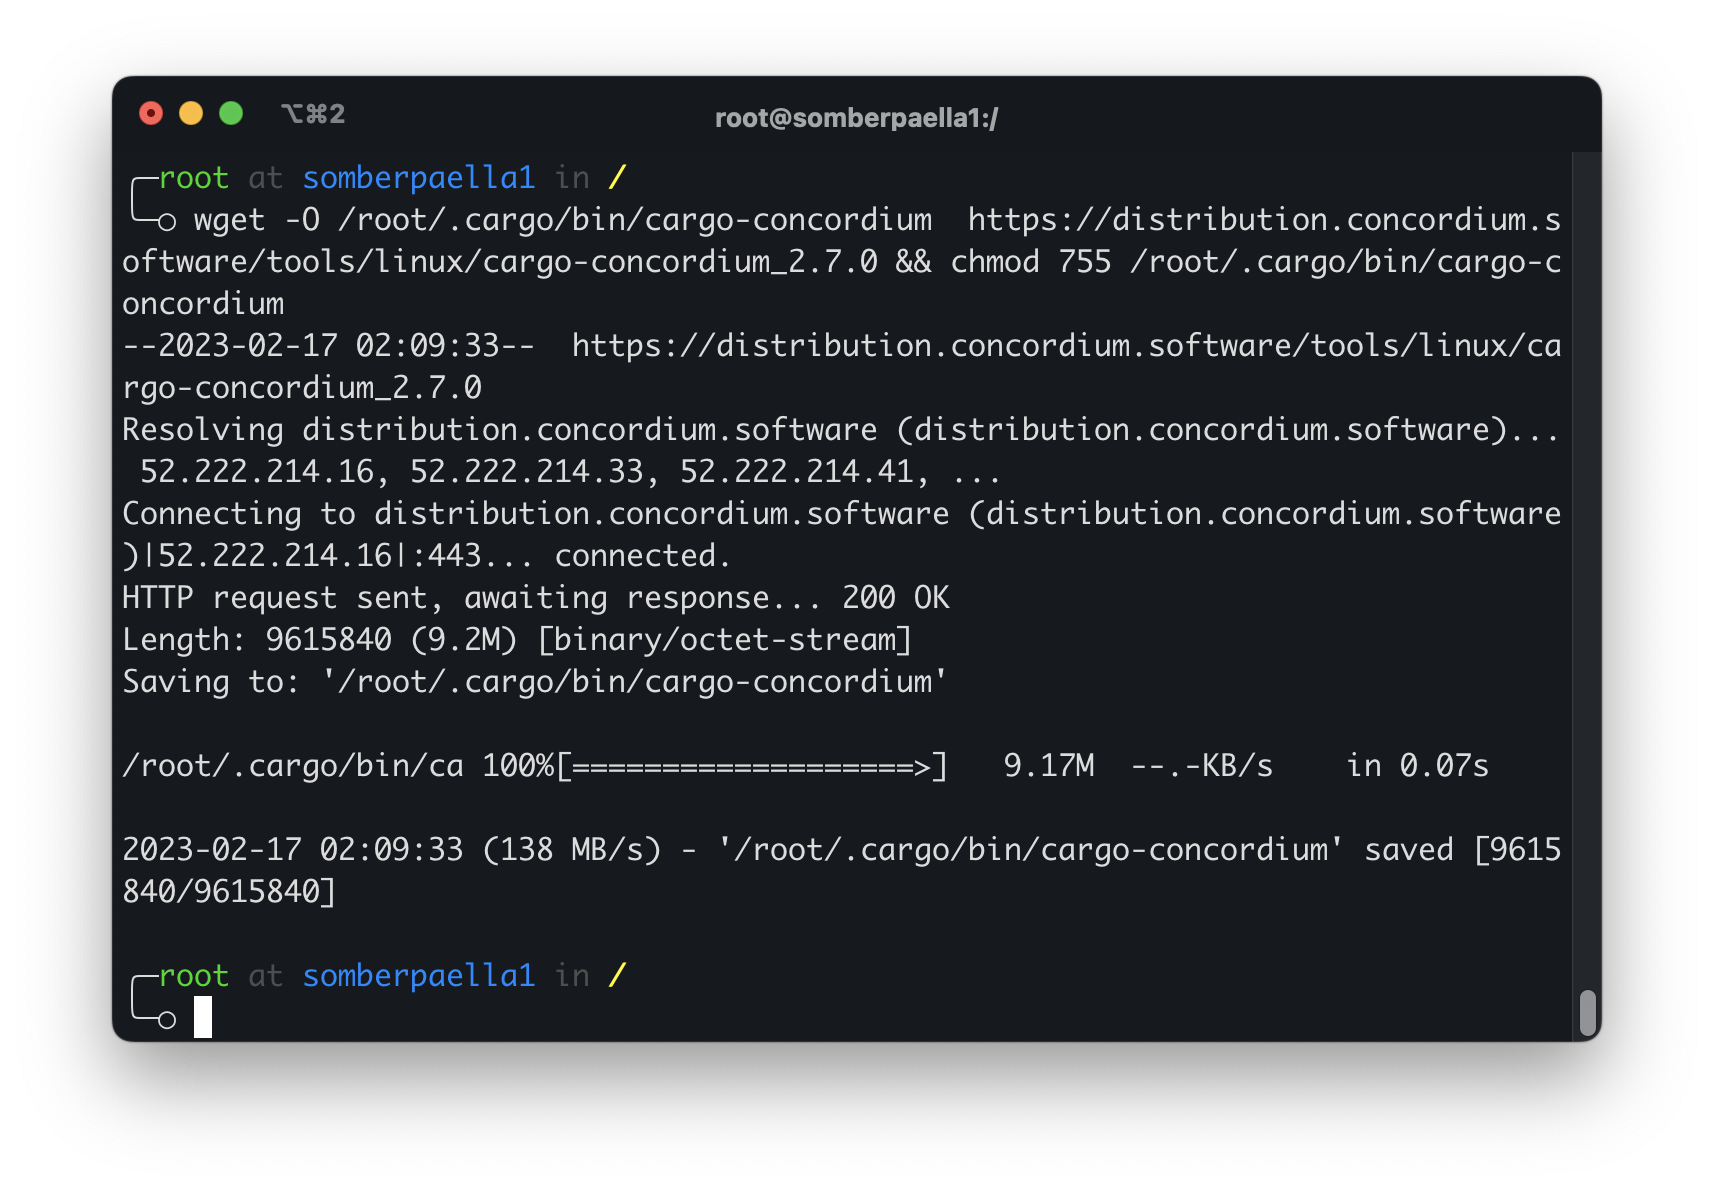 ⌥⌘2
root@somberpaella1:/
╭─root at somberpaella1 in /
╰─○ wget -O /root/.cargo/bin/cargo-concordium  https://distribution.concordium.s
oftware/tools/linux/cargo-concordium_2.7.0 && chmod 755 /root/.cargo/bin/cargo-c
oncordium
--2023-02-17 02:09:33--  https://distribution.concordium.software/tools/linux/ca
rgo-concordium_2.7.0
Resolving distribution.concordium.software (distribution.concordium.software)...
 52.222.214.16, 52.222.214.33, 52.222.214.41, ...
Connecting to distribution.concordium.software (distribution.concordium.software
)|52.222.214.16|:443... connected.
HTTP request sent, awaiting response... 200 OK
Length: 9615840 (9.2M) [binary/octet-stream]
Saving to: '/root/.cargo/bin/cargo-concordium'

/root/.cargo/bin/ca 100%[===================>]   9.17M  --.-KB/s    in 0.07s

2023-02-17 02:09:33 (138 MB/s) - '/root/.cargo/bin/cargo-concordium' saved [9615
840/9615840]

╭─root at somberpaella1 in /
╰─○